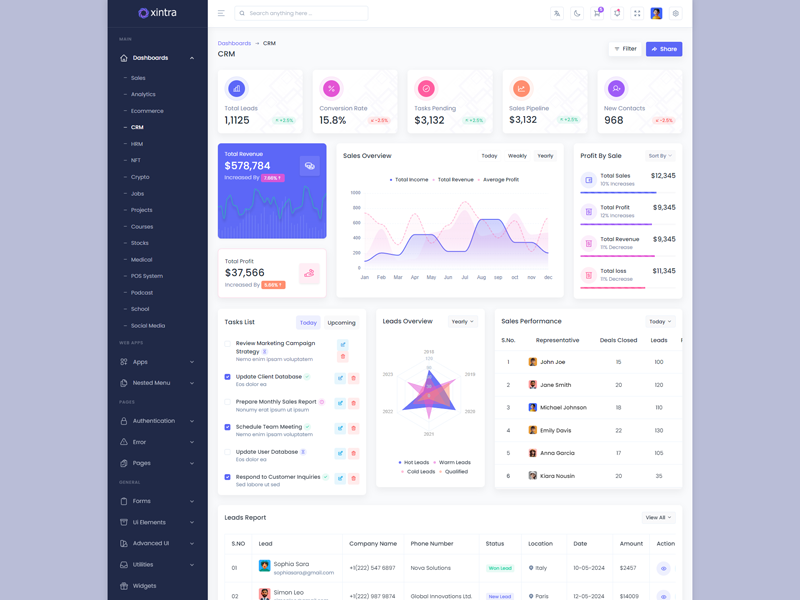 xintra
Search anything here ...
5
MAIN
Dashboards
Sales
Analytics
Ecommerce
CRM
HRM
NFT
Crypto
Jobs
Projects
Courses
Stocks
Medical
POS System
Podcast
School
Social Media
WEB APPS
Apps
Nested Menu
PAGES
Authentication
Error
Pages
GENERAL
Forms
UI Elements
Advanced UI
Utilities
Widgets
Dashboards → CRM
CRM
Filter
Share
Total Leads
1,1125
+2.5%
Conversion Rate
15.8%
-2.5%
Tasks Pending
$3,132
+2.5%
Sales Pipeline
$3,132
+2.5%
New Contacts
968
-2.5%
Total Revenue
$578,784
Increased By 7.66%
Total Profit
$37,566
Increased By 5.66%
Sales Overview
Today Weekly Yearly
Total Income Total Revenue Average Profit
1000
800
600
400
200
0
Jan Feb Mar Apr May Jun Jul Aug sep oct nov dec
Profit By Sale
Sort By
Total Sales $12,345
10% Increases
Total Profit $9,345
12% Increases
Total Revenue $9,345
11% Decrease
Total loss $11,345
11% Decrease
Tasks List
Today Upcoming
Review Marketing Campaign
Strategy
Nemo enim ipsam voluptatem
Update Client Database
Eos dolor ea
Prepare Monthly Sales Report
Nonumy erat ipsum ut ipsum
Schedule Team Meeting
Nemo enim ipsam voluptatem
Update User Database
Eos dolor ea
Respond to Customer Inquiries
Sed labore ut sed
Leads Overview
Yearly
2018
2019
2020
2021
2022
2023
Hot Leads Warm Leads
Cold Leads Qualified
Sales Performance
Today
S.No. Representative Deals Closed Leads
1 John Joe 15 100
2 Jane Smith 20 120
3 Michael Johnson 18 110
4 Emily Davis 22 130
5 Anna Garcia 17 105
6 Kiara Nousin 20 35
Leads Report
View All
S.NO Lead Company Name Phone Number Status Location Date Amount Action
01 Sophia Sara +1(222) 547 8897 Nova Solutions Won Lead Italy 10-05-2024 $2457
sophiasara@gmail.com
02 Simon Leo +1(222) 987 9874 Global Innovations Ltd. New Lead Paris 12-05-2024 $14009